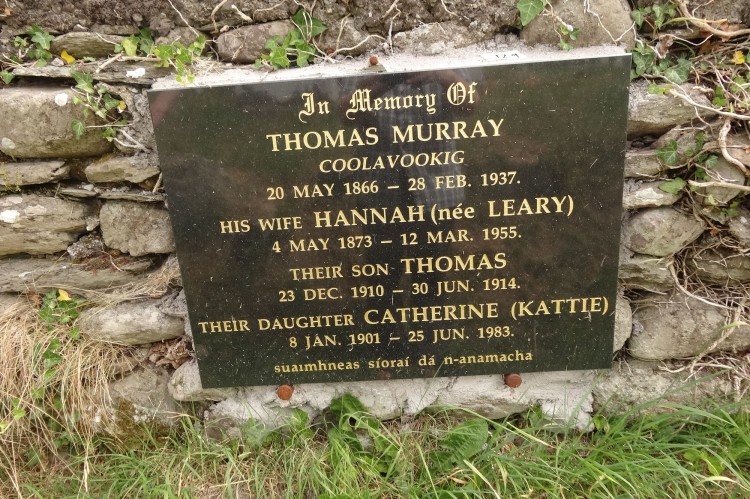 In Memory Of
THOMAS MURRAY
COOLAVOOKIG
20 MAY 1866 – 28 FEB. 1937.
HIS WIFE HANNAH (née LEARY)
4 MAY 1873 – 12 MAR. 1955.
THEIR SON THOMAS
23 DEC. 1910 – 30 JUN. 1914.
THEIR DAUGHTER CATHERINE (KATTIE)
8 JAN. 1901 – 25 JUN. 1983.
suaimhneas síoraí dá n-anamacha